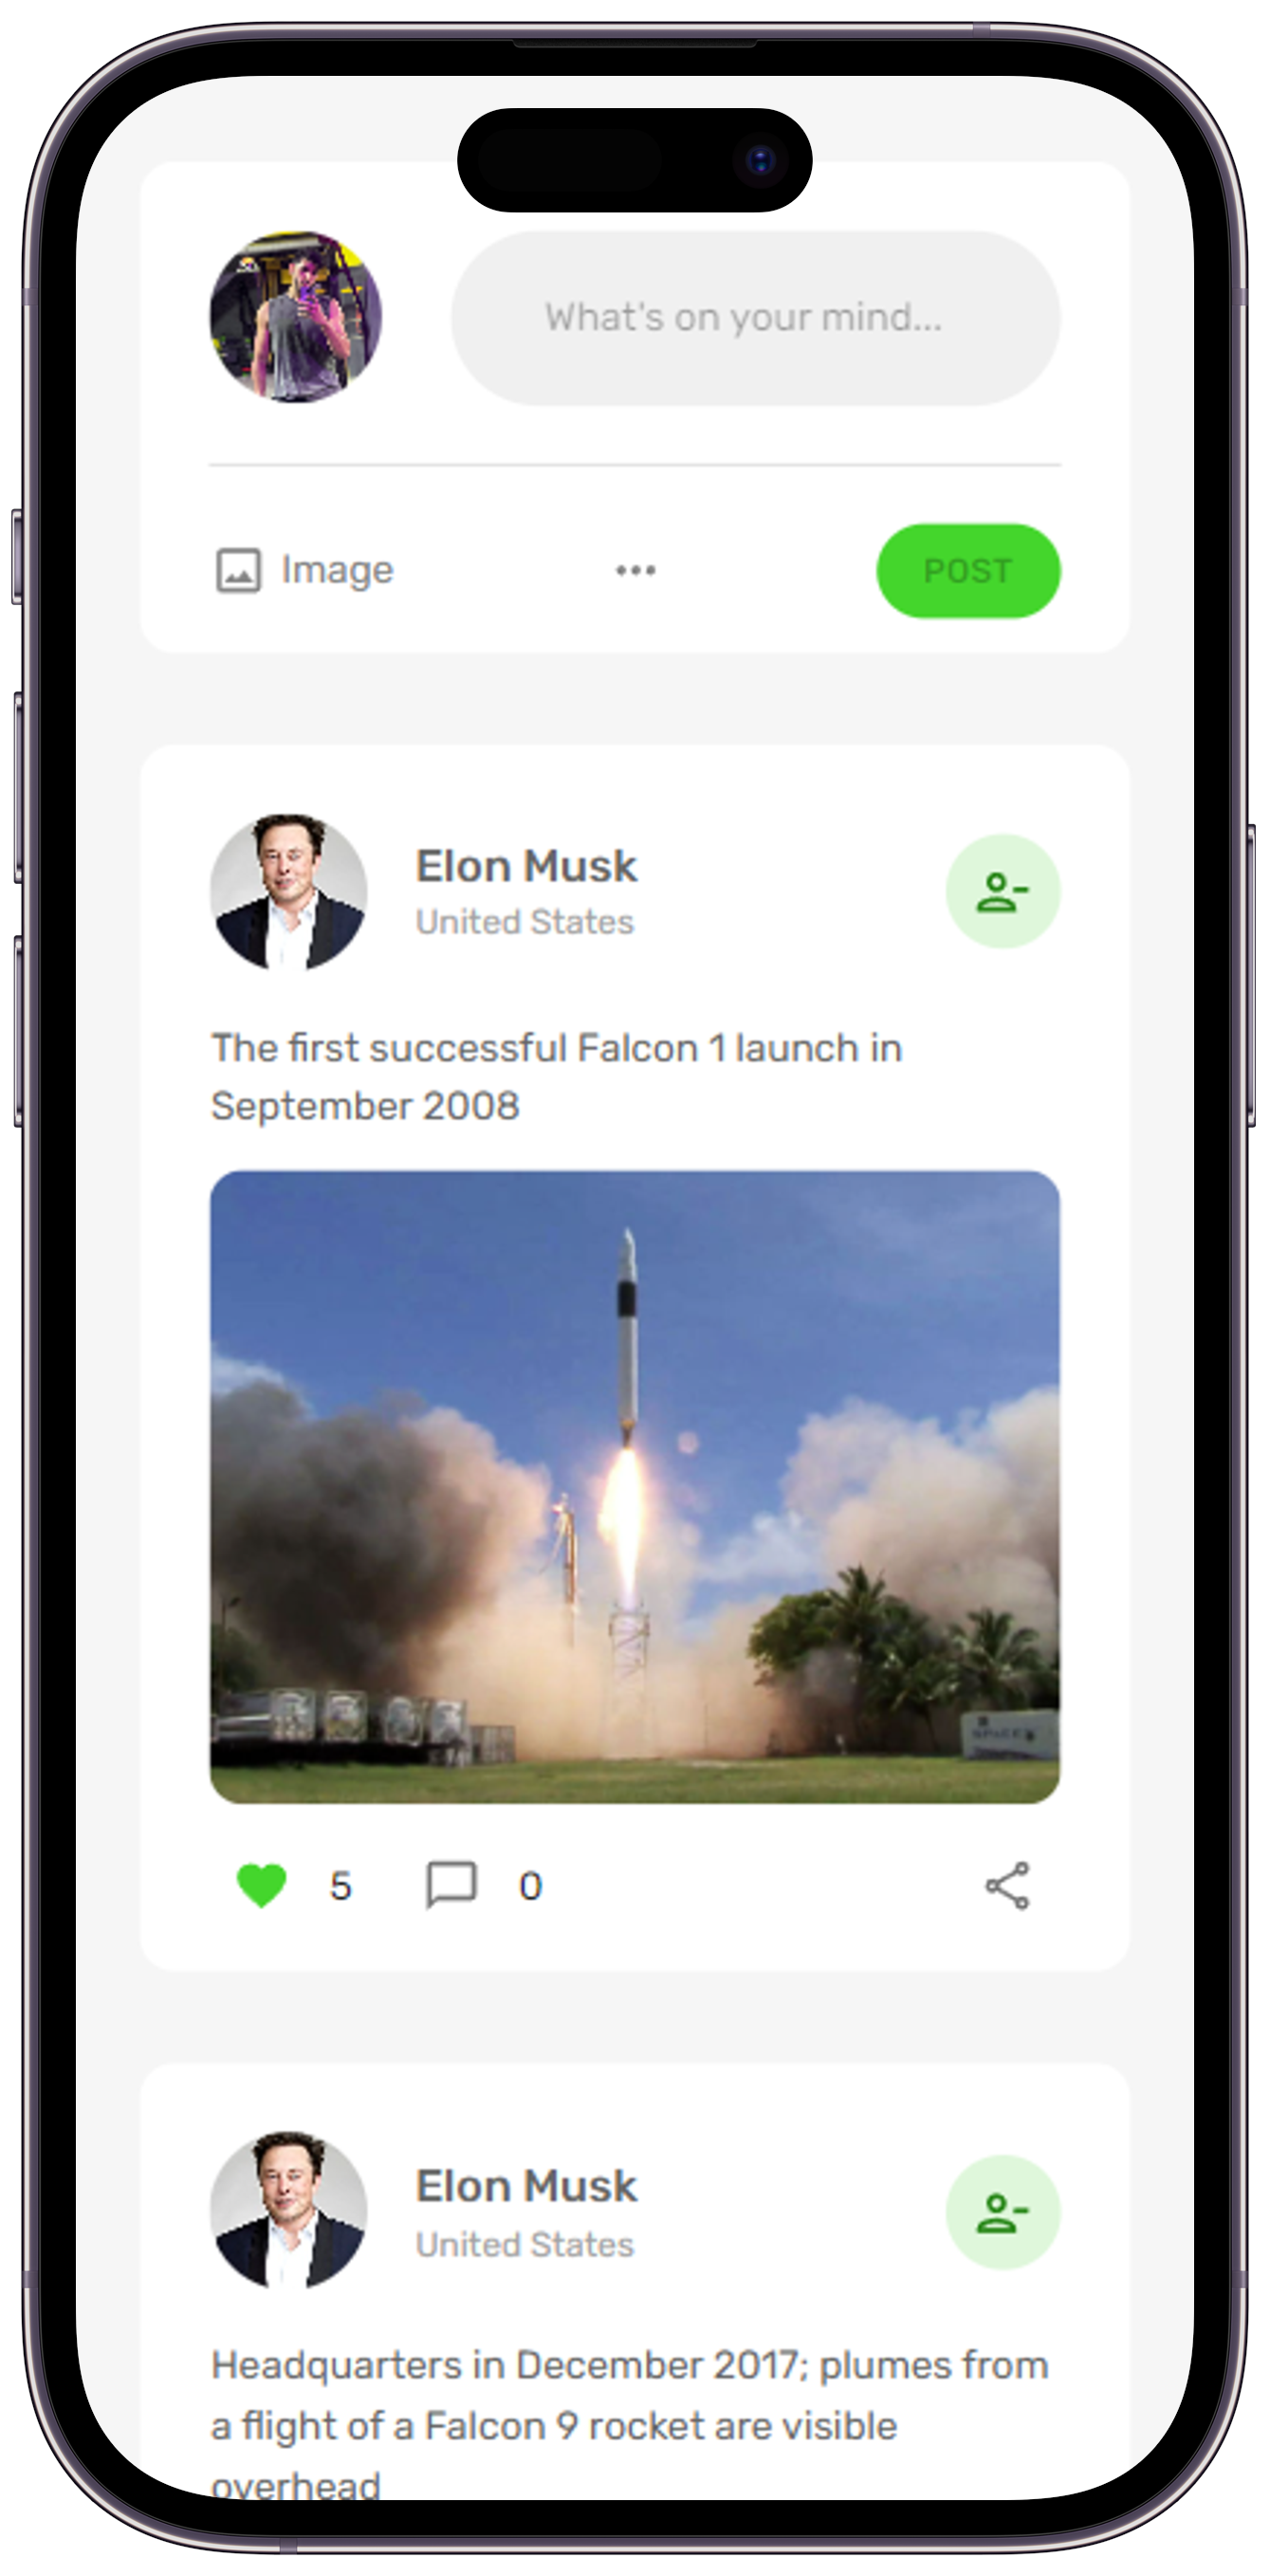 What's on your mind...
Image
POST
Elon Musk
United States
The first successful Falcon 1 launch in
September 2008
5
0
Elon Musk
United States
Headquarters in December 2017; plumes from
a flight of a Falcon 9 rocket are visible
overhead